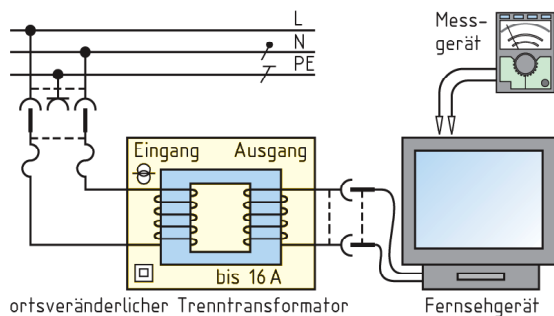 L
N
PE
Mess-
gerät
Eingang Ausgang
bis 16 A
ortsveränderlicher Trenntransformator
Fernsehgerät